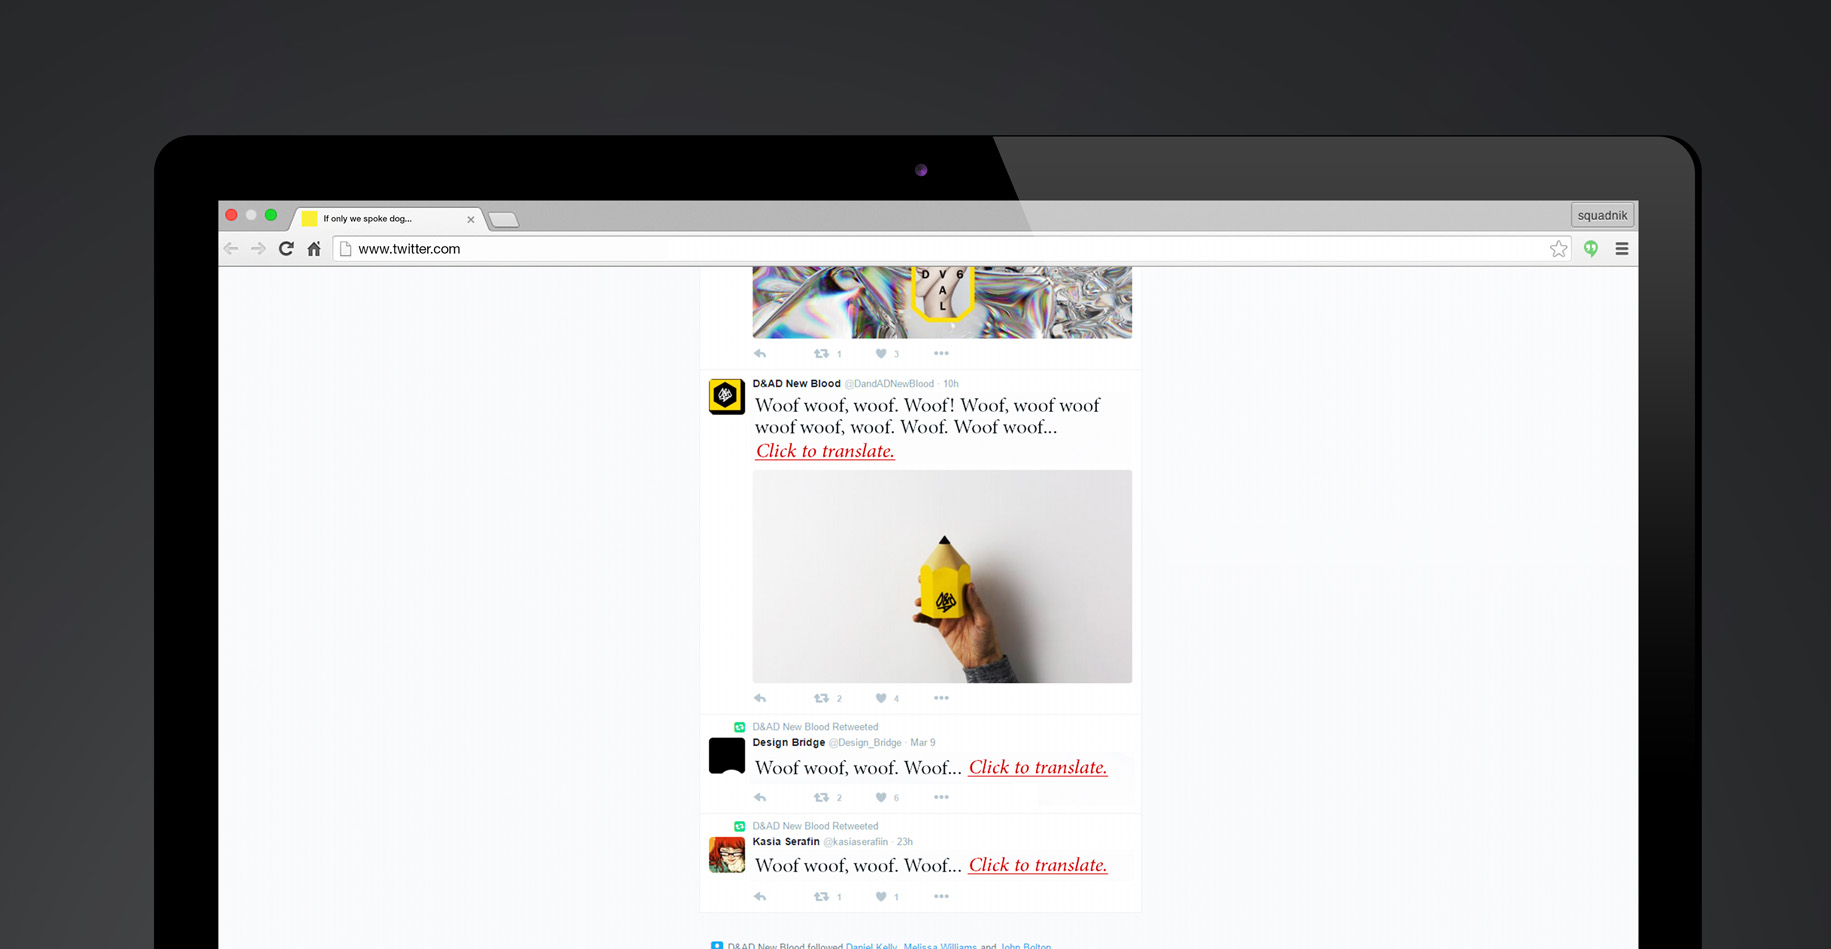 If only we spoke dog...
squadnik
www.twitter.com
D V 6
A
L
1
3
D&AD New Blood @DandADNewBlood · 10h
Woof woof, woof. Woof! Woof, woof woof
woof woof, woof. Woof. Woof woof...
Click to translate.
2
4
D&AD New Blood Retweeted
Design Bridge @Design_Bridge · Mar 9
Woof woof, woof. Woof... Click to translate.
2
6
D&AD New Blood Retweeted
Kasia Serafin @kasiaserafiin · 23h
Woof woof, woof. Woof... Click to translate.
1
1
D&AD New Blood followed Daniel Kelly, Melissa Williams and John Bolton